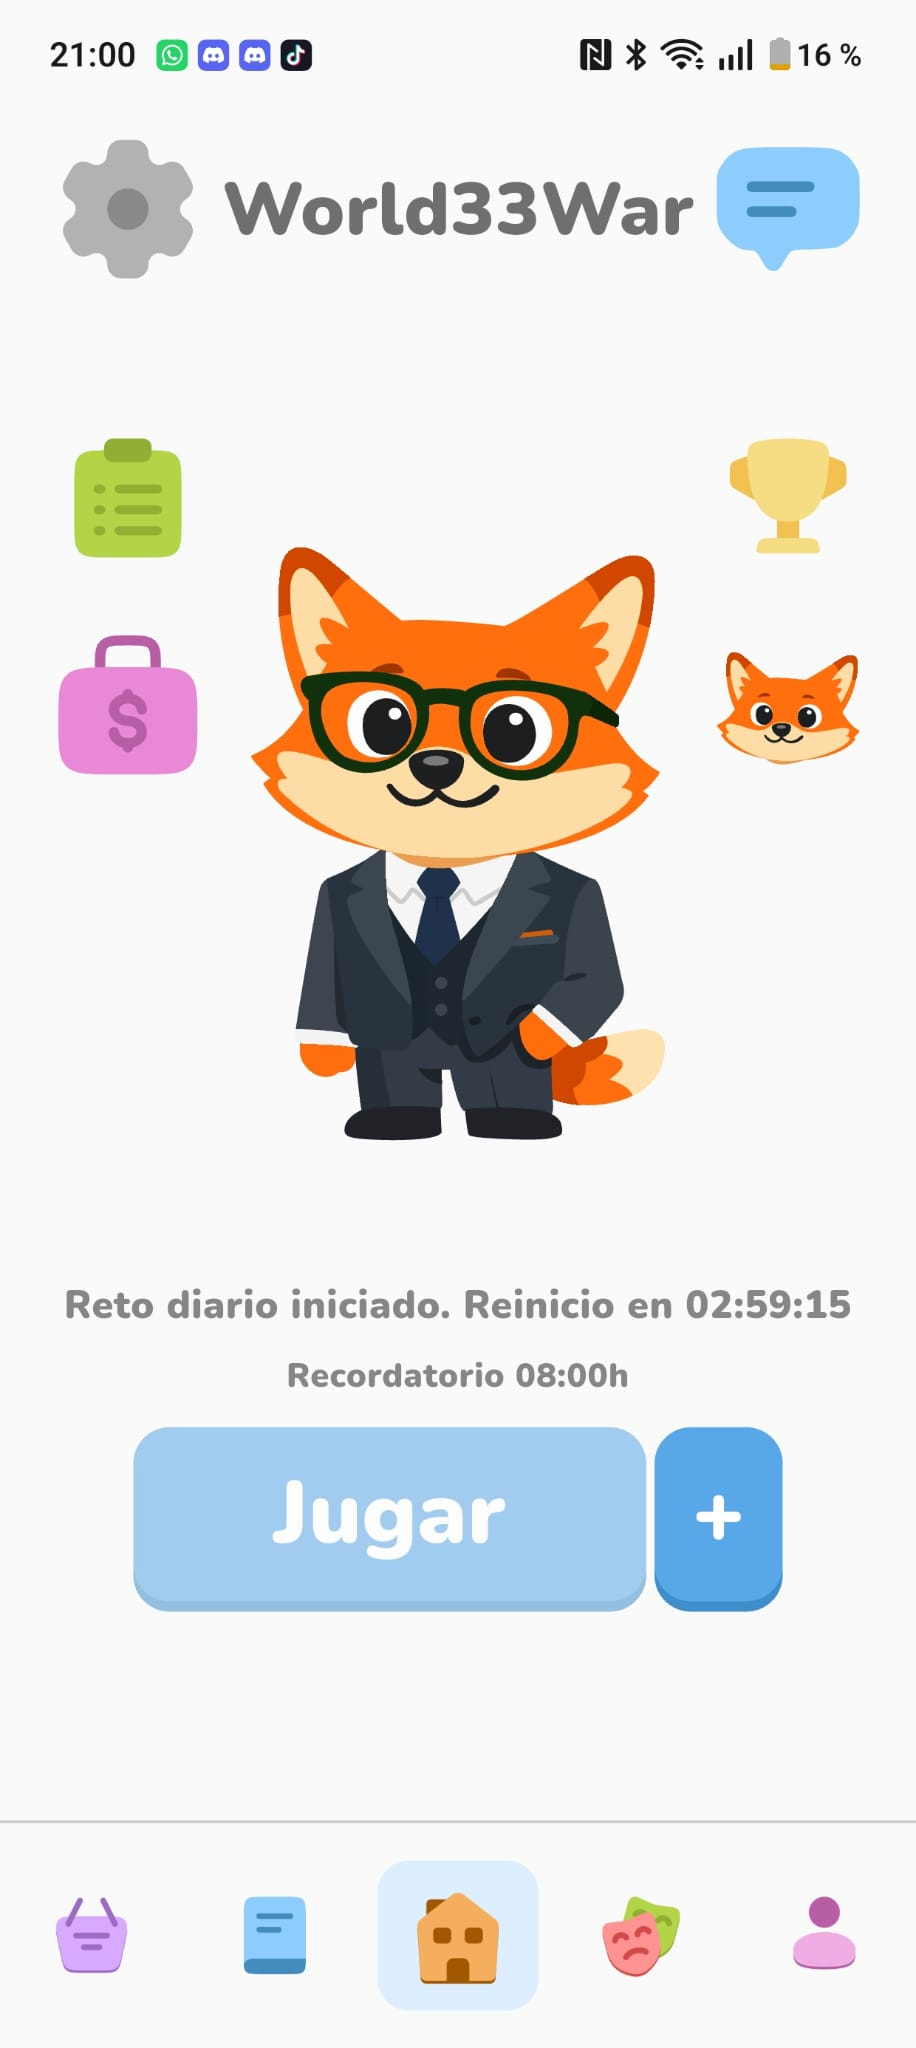 21:00
16 %
World33War
$
Reto diario iniciado. Reinicio en 02:59:15
Recordatorio 08:00h
Jugar
+